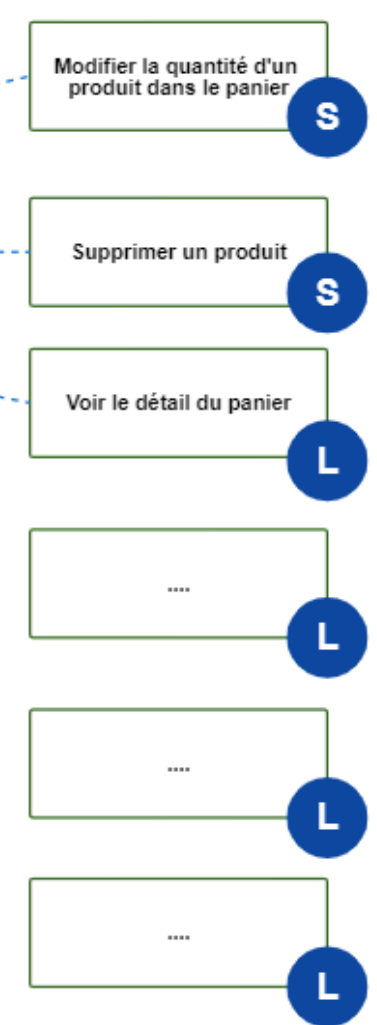 Modifier la quantité d'un
produit dans le panier
S
Supprimer un produit
S
Voir le détail du panier
L
....
L
....
L
....
L